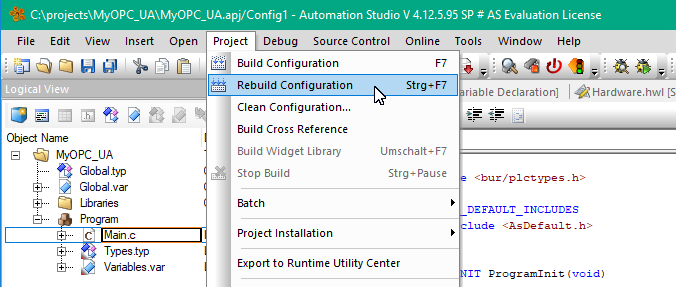 C:\projects\MyOPC_UA\MyOPC_UA.apj/Config1 - Automation Studio V 4.12.5.95 SP # AS Evaluation License
File Edit View Insert Open Project Debug Source Control Online Tools Window Help
Logical View
Object Name
MyOPC_UA
Global.typ
Global.var
Libraries
Program
C Main.c
Types.typ
Variables.var
Build Configuration F7
Rebuild Configuration Strg+F7
Clean Configuration...
Build Cross Reference
Build Widget Library Umschalt+F7
Stop Build Strg+Pause
Batch
Project Installation
Export to Runtime Utility Center
ariable Declaration]
Hardware.hwl [S
e <bur/plctypes.h>
_DEFAULT_INCLUDES
clude <AsDefault.h>
NIT ProgramInit(void)